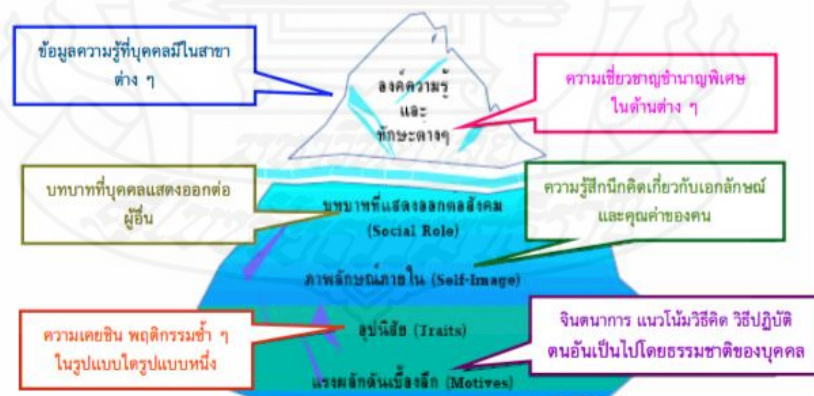 ข้อมูลความรู้ที่บุคคลมีในสาขา
ต่าง ๆ
องค์ความรู้
และ
ทักษะต่างๆ
ความเชี่ยวชาญชำนาญพิเศษ
ในด้านต่าง ๆ
บทบาทที่บุคคลแสดงออกต่อ
ผู้อื่น
บทบาทที่แสดงออกต่อสังคม
(Social Role)
ความรู้สึกนึกคิดเกี่ยวกับเอกลักษณ์
และคุณค่าของคน
ภาพลักษณ์ภายใน (Self-Image)
ความเคยชิน พฤติกรรมซ้ำ ๆ
ในรูปแบบใดรูปแบบหนึ่ง
อุปนิสัย (Traits)
จินตนาการ แนวโน้มวิธีคิด วิธีปฏิบัติ
ตนอันเป็นไปโดยธรรมชาติของบุคคล
แรงผลักดันเบื้องลึก (Motives)